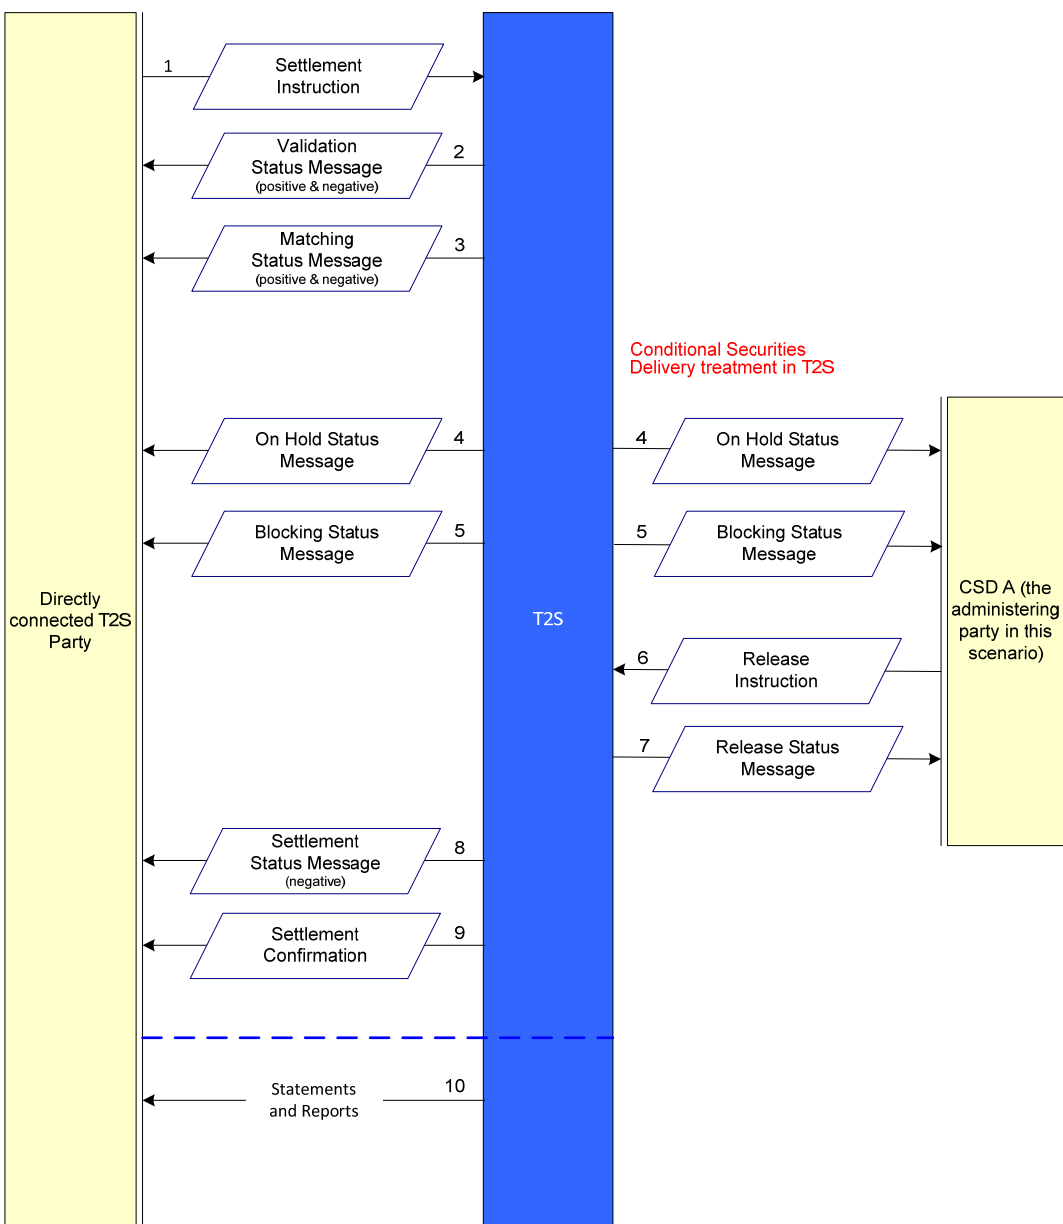 1
Settlement
Instruction
Validation
Status Message
(positive & negative)
2
Matching
Status Message
(positive & negative)
3
Conditional Securities
Delivery treatment in T2S
On Hold Status
Message
4
4
On Hold Status
Message
Blocking Status
Message
5
5
Blocking Status
Message
Directly
connected T2S
Party
T2S
CSD A (the
administering
party in this
scenario)
6
Release
Instruction
7
Release Status
Message
Settlement
Status Message
(negative)
8
Settlement
Confirmation
9
Statements
and Reports
10